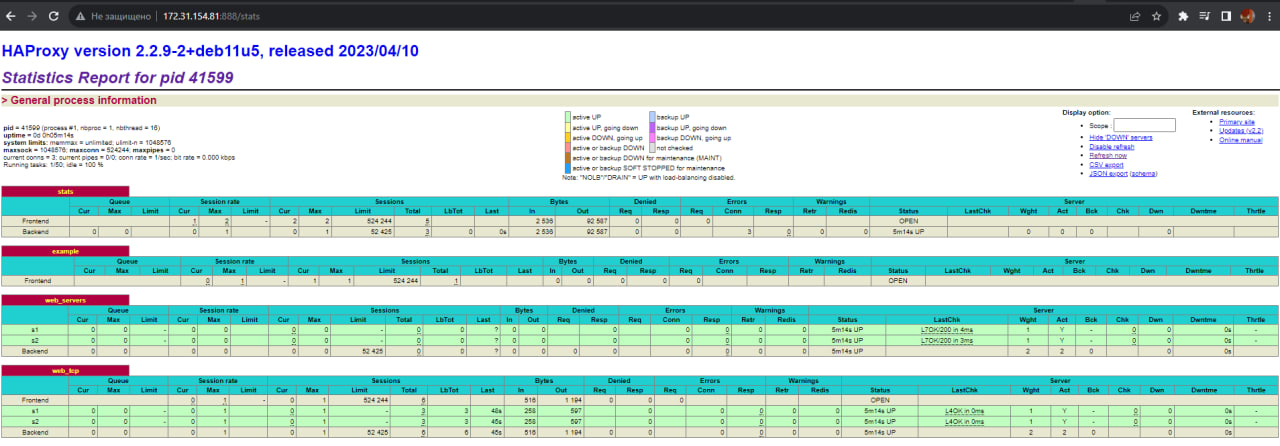 Не защищено 172.31.154.81:888/stats
HAProxy version 2.2.9-2+deb11u5, released 2023/04/10
Statistics Report for pid 41599
> General process information
pid = 41599 (process #1, nbproc = 1, nbthread = 16)
uptime = 0d 0h05m14s
system limits: memmax = unlimited; ulimit-n = 1048576
maxsock = 1048576; maxconn = 524244; maxpipes = 0
current conns = 3; current pipes = 0/0; conn rate = 1/sec; bit rate = 0.000 kbps
Running tasks: 1/50; idle = 100 %
active UP backup UP
active UP, going down backup UP, going down
active DOWN, going up backup DOWN, going up
active or backup DOWN not checked
active or backup DOWN for maintenance (MAINT)
active or backup SOFT STOPPED for maintenance
Note: "NOLB"/"DRAIN" = UP with load-balancing disabled.
Display option:
Scope :
Hide 'DOWN' servers
Disable refresh
Refresh now
CSV export
JSON export (schema)
External resources:
Primary site
Updates (v2.2)
Online manual
stats
Queue Session rate Sessions Bytes Denied Errors Warnings Server
Cur Max Limit Cur Max Limit Cur Max Limit Total LbTot Last In Out Req Resp Req Conn Resp Retr Redis Status LastChk Wght Act Bck Chk Dwn Dwntme Thrtle
Frontend 1 2 - 2 2 524 244 5 2 536 92 587 0 0 0 OPEN
Backend 0 0 0 1 0 1 52 425 3 0 0s 2 536 92 587 0 0 3 0 0 0 5m14s UP 0 0 0 0
example
Queue Session rate Sessions Bytes Denied Errors Warnings Server
Cur Max Limit Cur Max Limit Cur Max Limit Total LbTot Last In Out Req Resp Req Conn Resp Retr Redis Status LastChk Wght Act Bck Chk Dwn Dwntme Thrtle
Frontend 0 1 - 1 1 524 244 1 0 0 0 0 0 OPEN
web_servers
Queue Session rate Sessions Bytes Denied Errors Warnings Server
Cur Max Limit Cur Max Limit Cur Max Limit Total LbTot Last In Out Req Resp Req Conn Resp Retr Redis Status LastChk Wght Act Bck Chk Dwn Dwntme Thrtle
s1 0 0 - 0 0 0 0 - 0 0 ? 0 0 0 0 0 0 0 5m14s UP L7OK/200 in 4ms 1 Y - 0 0 0s -
s2 0 0 - 0 0 0 0 - 0 0 ? 0 0 0 0 0 0 0 5m14s UP L7OK/200 in 3ms 1 Y - 0 0 0s -
Backend 0 0 0 0 0 0 52 425 0 0 ? 0 0 0 0 0 0 0 0 5m14s UP 2 2 0 0 0s
web_tcp
Queue Session rate Sessions Bytes Denied Errors Warnings Server
Cur Max Limit Cur Max Limit Cur Max Limit Total LbTot Last In Out Req Resp Req Conn Resp Retr Redis Status LastChk Wght Act Bck Chk Dwn Dwntme Thrtle
Frontend 0 1 - 0 1 524 244 6 516 1 194 0 0 0 OPEN
s1 0 0 - 0 1 0 1 - 3 3 48s 258 597 0 0 0 0 0 5m14s UP L4OK in 0ms 1 Y - 0 0 0s -
s2 0 0 - 0 1 0 1 - 3 3 45s 258 597 0 0 0 0 0 5m14s UP L4OK in 0ms 1 Y - 0 0 0s -
Backend 0 0 0 1 0 1 52 425 6 6 45s 516 1 194 0 0 0 0 0 0 5m14s UP 2 2 0 0 0s